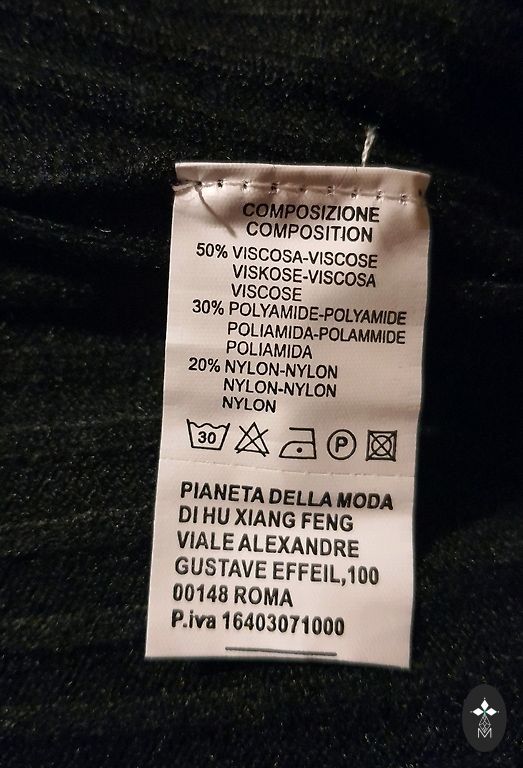 COMPOSIZIONE
COMPOSITION
50% VISCOSA-VISCOSE
VISKOSE-VISCOSA
VISCOSE
30% POLYAMIDE-POLYAMIDE
POLIAMIDA-POLAMMIDE
POLIAMIDA
20% NYLON-NYLON
NYLON-NYLON
NYLON
30 P
PIANETA DELLA MODA
DI HU XIANG FENG
VIALE ALEXANDRE
GUSTAVE EFFEIL,100
00148 ROMA
P.iva 16403071000
M